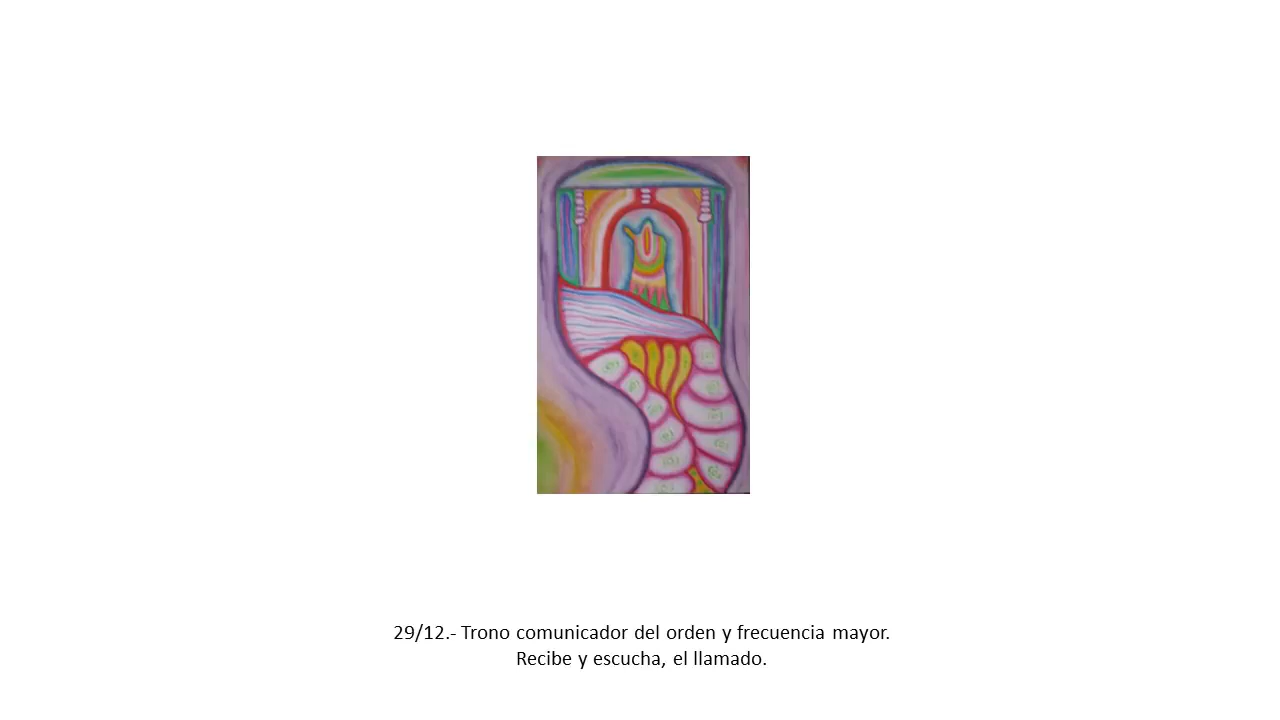 29/12.- Trono comunicador del orden y frecuencia mayor.
Recibe y escucha, el llamado.